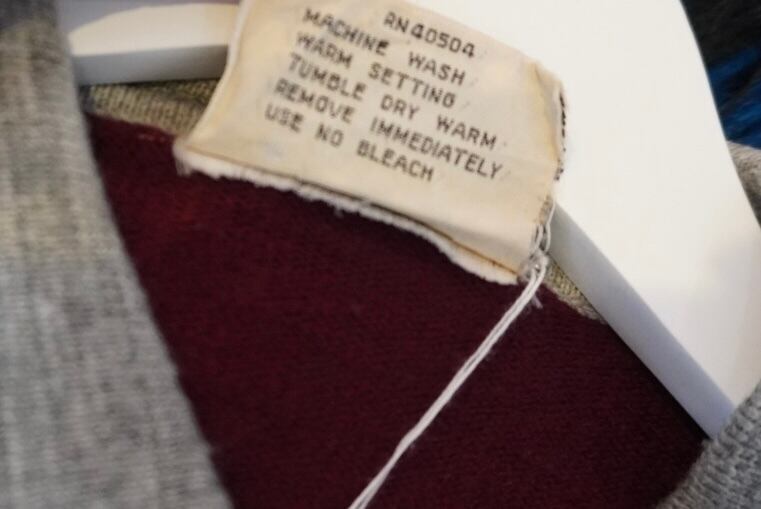 RN40504
MACHINE WASH
WARM SETTING
TUMBLE DRY WARM
REMOVE IMMEDIATELY
USE NO BLEACH